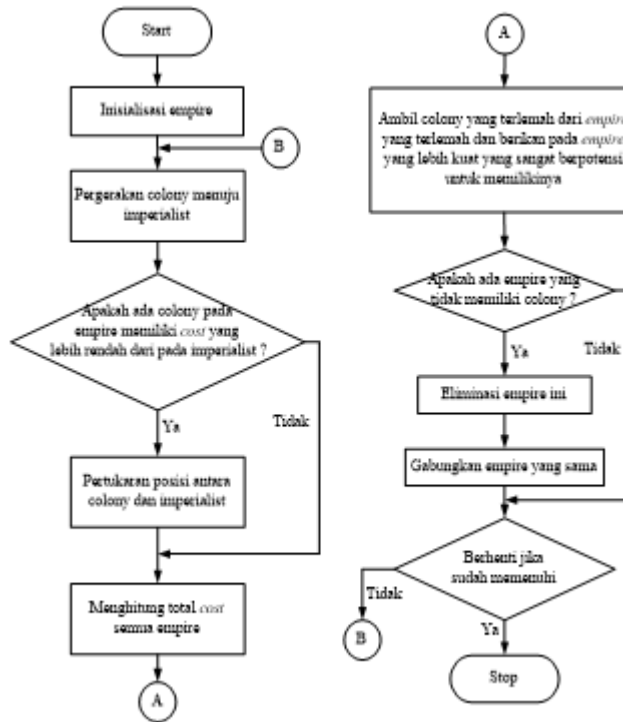 Start
Inisialisasi empire
B
Pergerakan colony menuju
imperialist
Apakah ada colony pada
empire memiliki cost yang
lebih rendah dari pada imperialist ?
Ya
Tidak
Pertukaran posisi antara
colony dan imperialist
Menghitung total cost
semua empire
A
A
Ambil colony yang terlemah dari empire
yang terlemah dan berikan pada empire
yang lebih kuat yang sangat berpotensi
untuk memilikinya
Apakah ada empire yang
tidak memiliki colony ?
Ya
Tidak
Eliminasi empire ini
Gabungkan empire yang sama
Berhenti jika
sudah memenuhi
Tidak
B
Ya
Stop